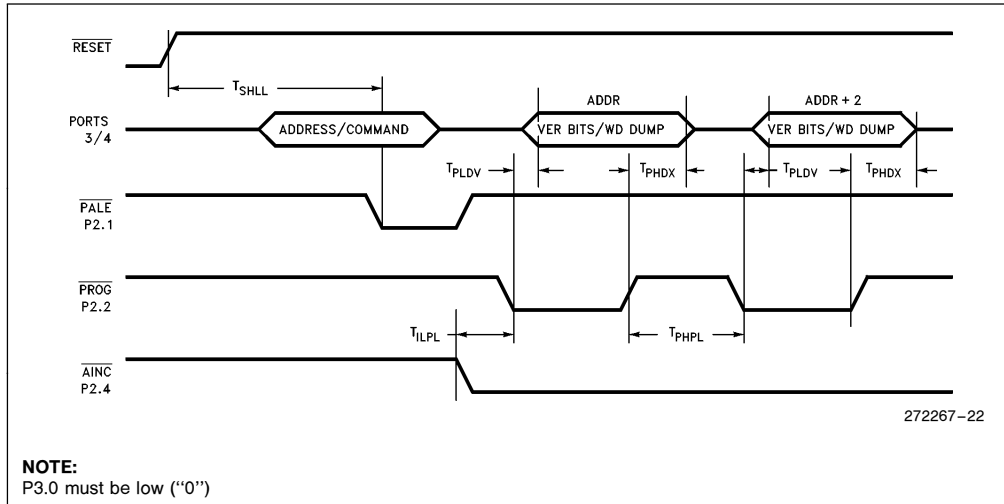 RESET
T_SHLL
ADDR
ADDR + 2
PORTS
3/4
ADDRESS/COMMAND
VER BITS/WD DUMP
VER BITS/WD DUMP
T_PLDV
T_PHDX
T_PLDV
T_PHDX
PALE
P2.1
PROG
P2.2
T_ILPL
T_PHPL
AINC
P2.4
272267–22
NOTE:
P3.0 must be low (‘‘0’’)